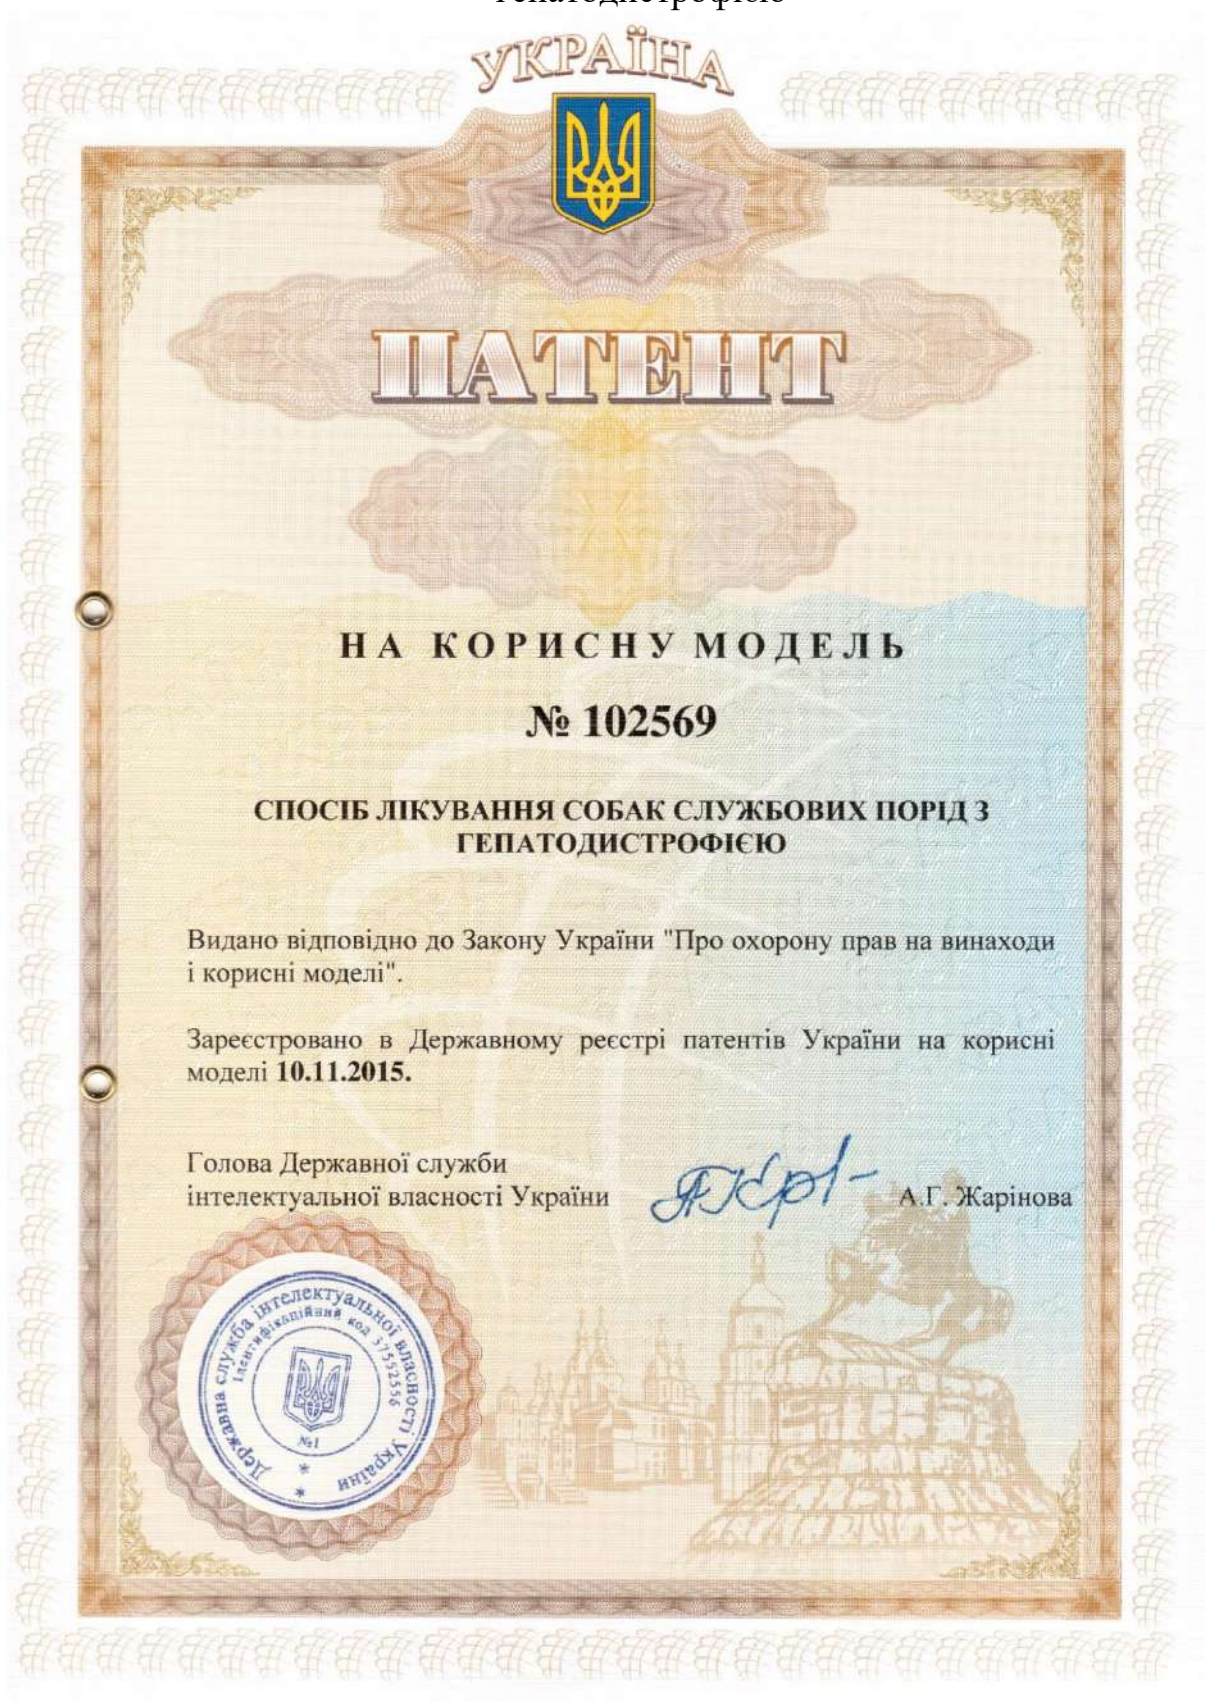 гепатодистрофією
УКРАЇНА
ПАТЕНТ
НА КОРИСНУ МОДЕЛЬ
№ 102569
СПОСІБ ЛІКУВАННЯ СОБАК СЛУЖБОВИХ ПОРІД З
ГЕПАТОДИСТРОФІЄЮ
Видано відповідно до Закону України "Про охорону прав на винаходи
і корисні моделі".
Зареєстровано в Державному реєстрі патентів України на корисні
моделі 10.11.2015.
Голова Державної служби
інтелектуальної власності України
А.Г. Жарінова
Державна служба інтелектуальної власності України
Ідентифікаційний код 37552556
№1